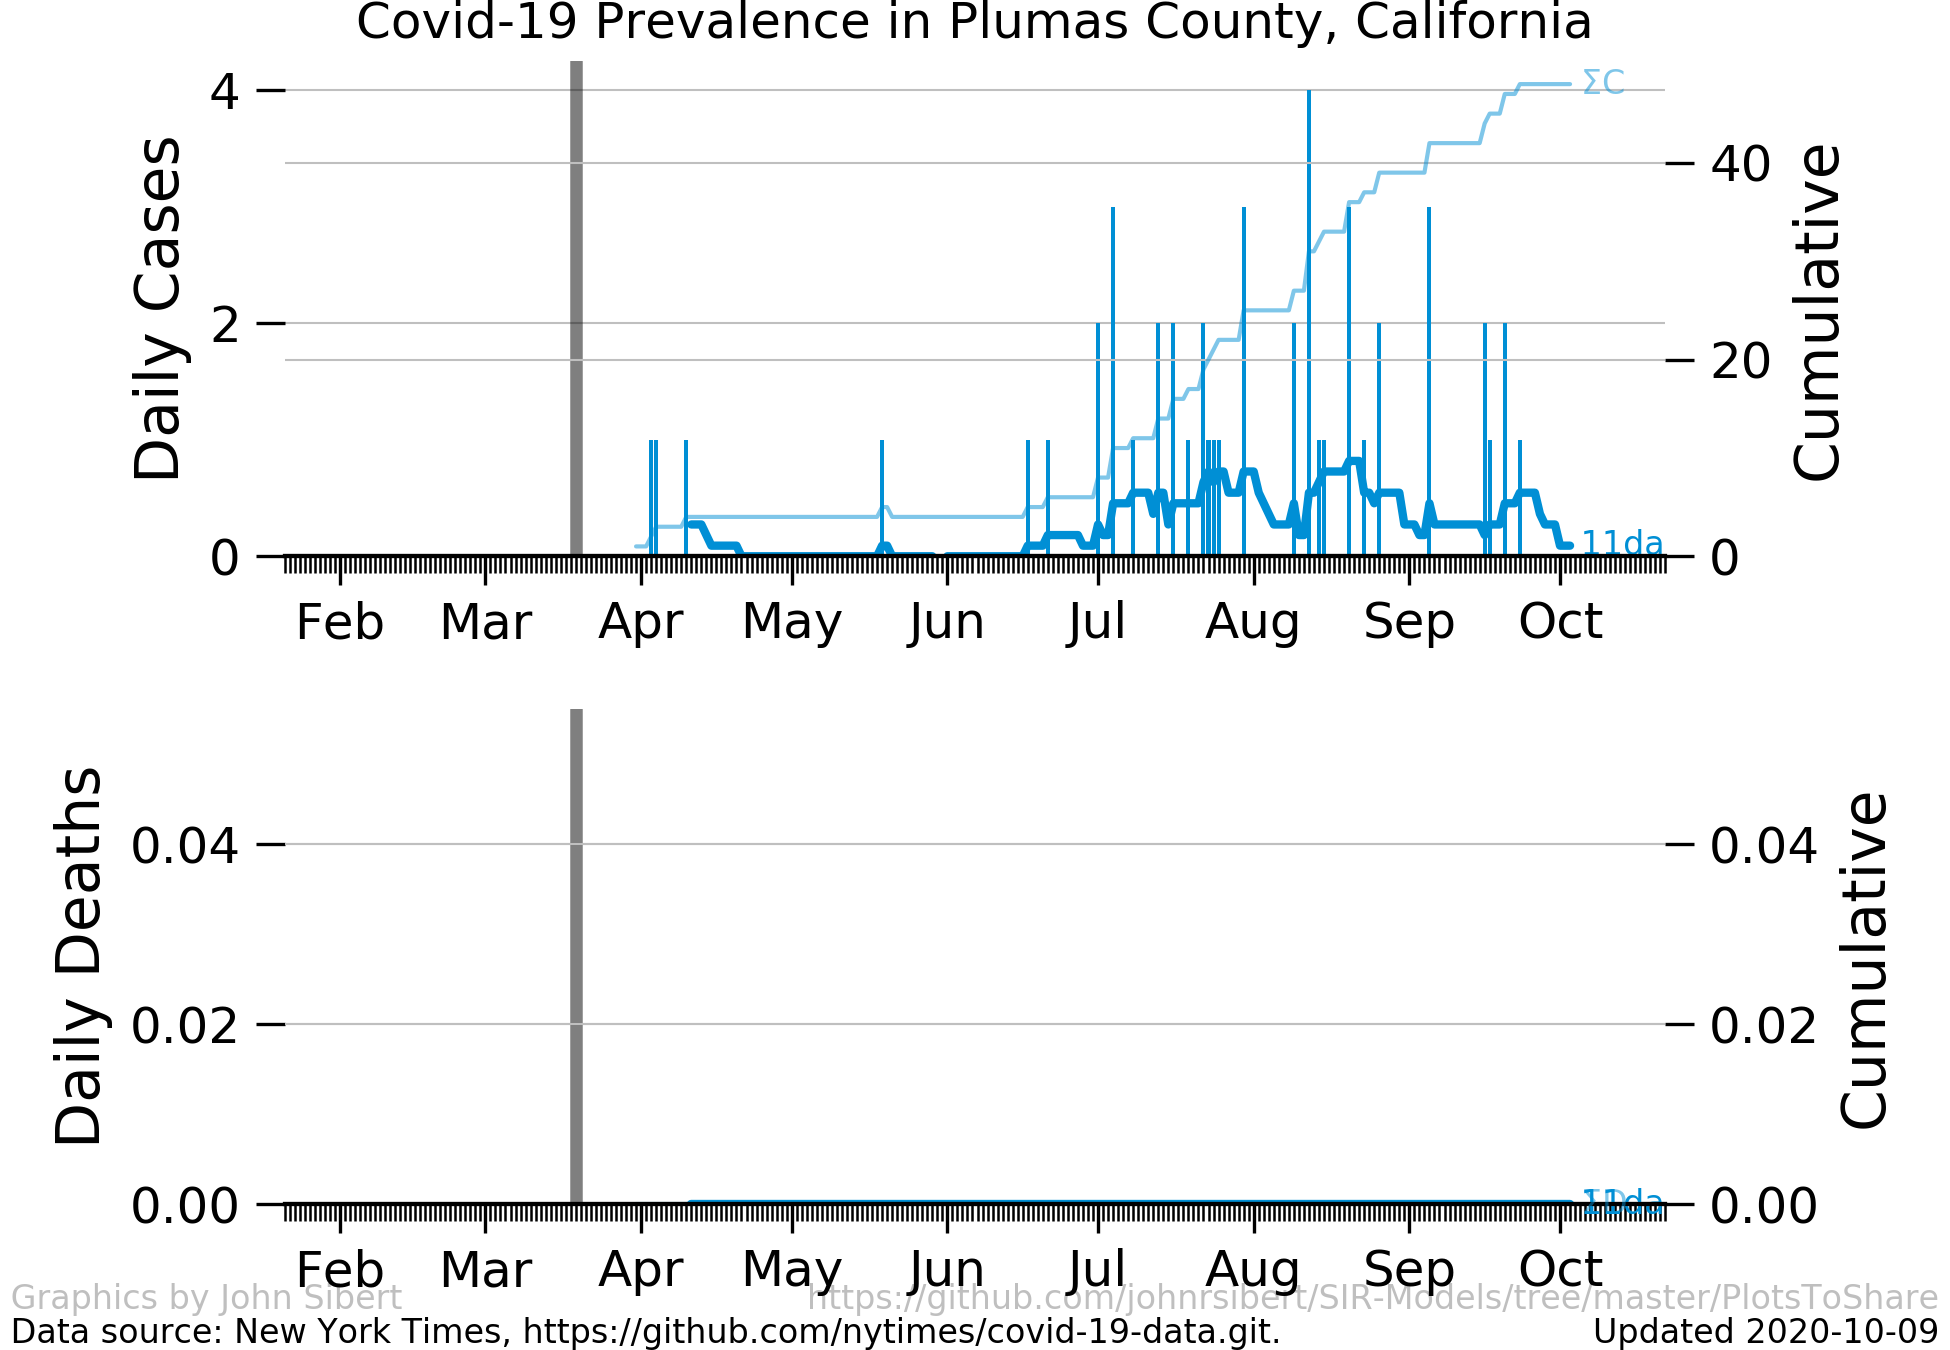 Covid-19 Prevalence in Plumas County, California
Daily Cases
4
2
0
Cumulative
40
20
0
ΣC
11da
Feb Mar Apr May Jun Jul Aug Sep Oct
Daily Deaths
0.04
0.02
0.00
Cumulative
0.04
0.02
0.00
ΣD
11da
Feb Mar Apr May Jun Jul Aug Sep Oct
Graphics by John Sibert https://github.com/johnrsibert/SIR-Models/tree/master/PlotsToShare
Data source: New York Times, https://github.com/nytimes/covid-19-data.git. Updated 2020-10-09